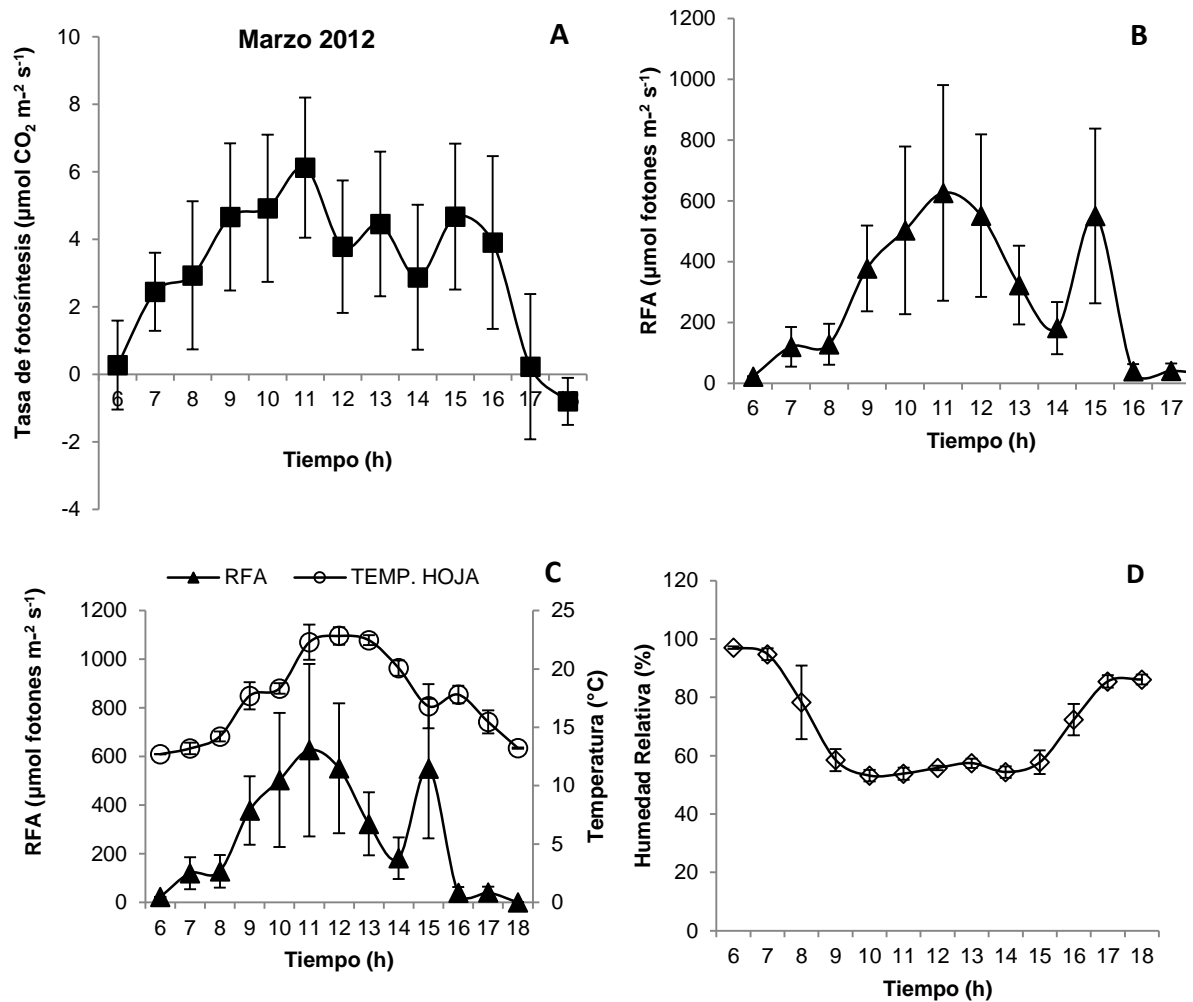 Marzo 2012
A
Tasa de fotosíntesis (µmol CO₂ m-² s⁻¹)
10
8
6
4
2
0
-2
-4
6 7 8 9 10 11 12 13 14 15 16 17
Tiempo (h)
B
RFA (µmol fotones m-² s⁻¹)
1200
1000
800
600
400
200
0
6 7 8 9 10 11 12 13 14 15 16 17
Tiempo (h)
RFA TEMP. HOJA
C
RFA (µmol fotones m-² s⁻¹)
1200
1000
800
600
400
200
0
25
20
15
10
5
0
Temperatura (°C)
6 7 8 9 10 11 12 13 14 15 16 17 18
Tiempo (h)
D
Humedad Relativa (%)
120
100
80
60
40
20
0
6 7 8 9 10 11 12 13 14 15 16 17 18
Tiempo (h)